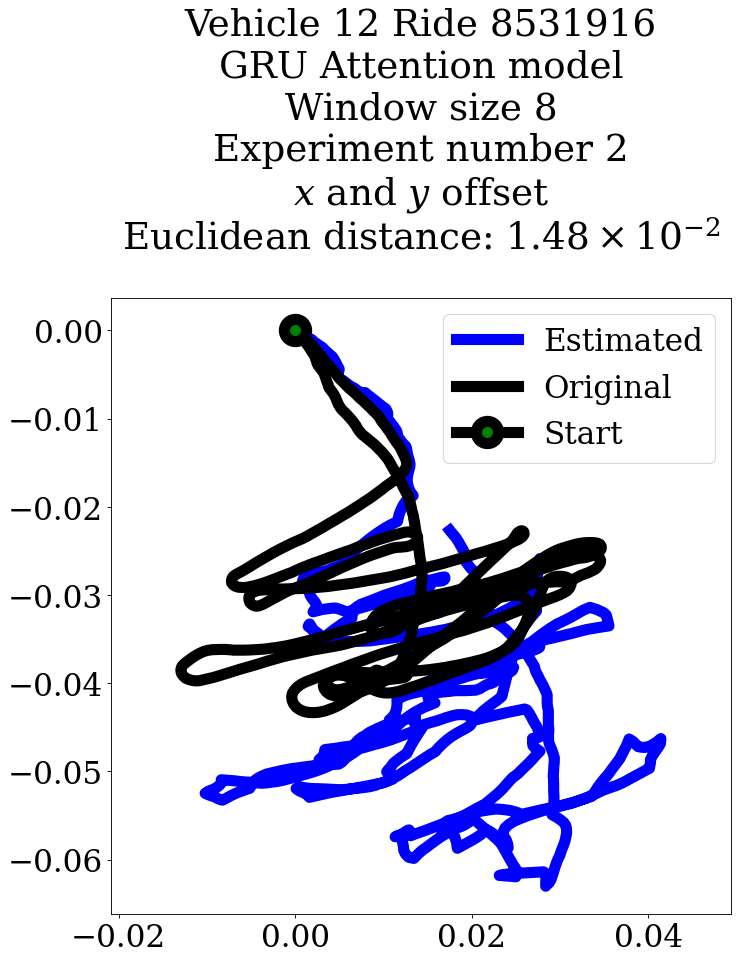 Vehicle 12 Ride 8531916
GRU Attention model
Window size 8
Experiment number 2
x and y offset
Euclidean distance: 1.48 × 10⁻²
Estimated
Original
Start
0.00
−0.01
−0.02
−0.03
−0.04
−0.05
−0.06
−0.02 0.00 0.02 0.04